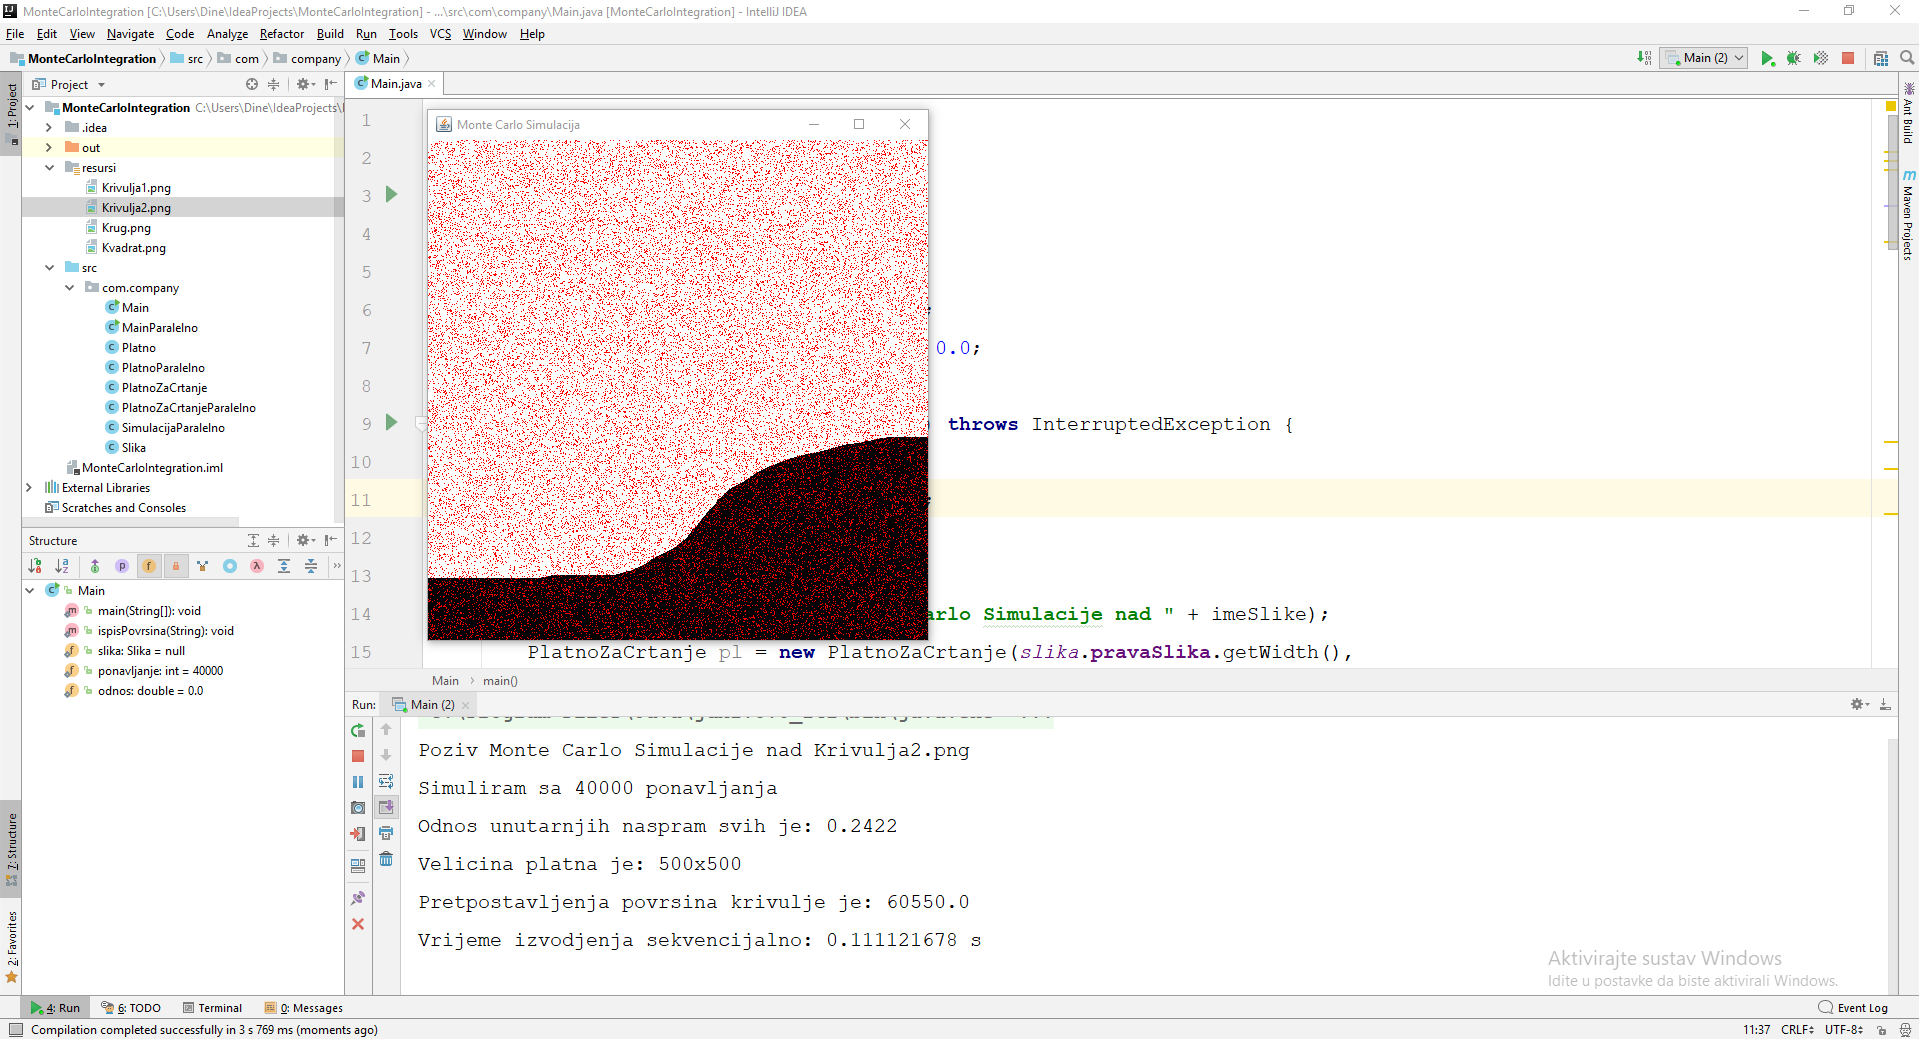 MonteCarloIntegration [C:\Users\Dine\IdeaProjects\MonteCarloIntegration] - ...\src\com\company\Main.java [MonteCarloIntegration] - IntelliJ IDEA
File Edit View Navigate Code Analyze Refactor Build Run Tools VCS Window Help
MonteCarloIntegration src com company Main
Main (2)
1: Project
Project
Main.java
MonteCarloIntegration C:\Users\Dine\IdeaProjects\
.idea
out
resursi
Krivulja1.png
Krivulja2.png
Krug.png
Kvadrat.png
src
com.company
Main
MainParalelno
Platno
PlatnoParalelno
PlatnoZaCrtanje
PlatnoZaCrtanjeParalelno
SimulacijaParalelno
Slika
MonteCarloIntegration.iml
External Libraries
Scratches and Consoles
Structure
Main
main(String[]): void
ispisPovrsina(String): void
slika: Slika = null
ponavljanje: int = 40000
odnos: double = 0.0
7: Structure
2: Favorites
Monte Carlo Simulacija
1
2
3
4
5
6 ;
7 0.0;
8
9 ) throws InterruptedException {
10
11 ;
12
13
14 arlo Simulacije nad " + imeSlike);
15 PlatnoZaCrtanje pl = new PlatnoZaCrtanje(slika.pravaSlika.getWidth(),
Main main()
Ant Build
Maven Projects
Run: Main (2)
Poziv Monte Carlo Simulacije nad Krivulja2.png
Simuliram sa 40000 ponavljanja
Odnos unutarnjih naspram svih je: 0.2422
Velicina platna je: 500x500
Pretpostavljenja povrsina krivulje je: 60550.0
Vrijeme izvodjenja sekvencijalno: 0.111121678 s
Aktivirajte sustav Windows
Idite u postavke da biste aktivirali Windows.
4: Run 6: TODO Terminal 0: Messages Event Log
Compilation completed successfully in 3 s 769 ms (moments ago) 11:37 CRLF UTF-8